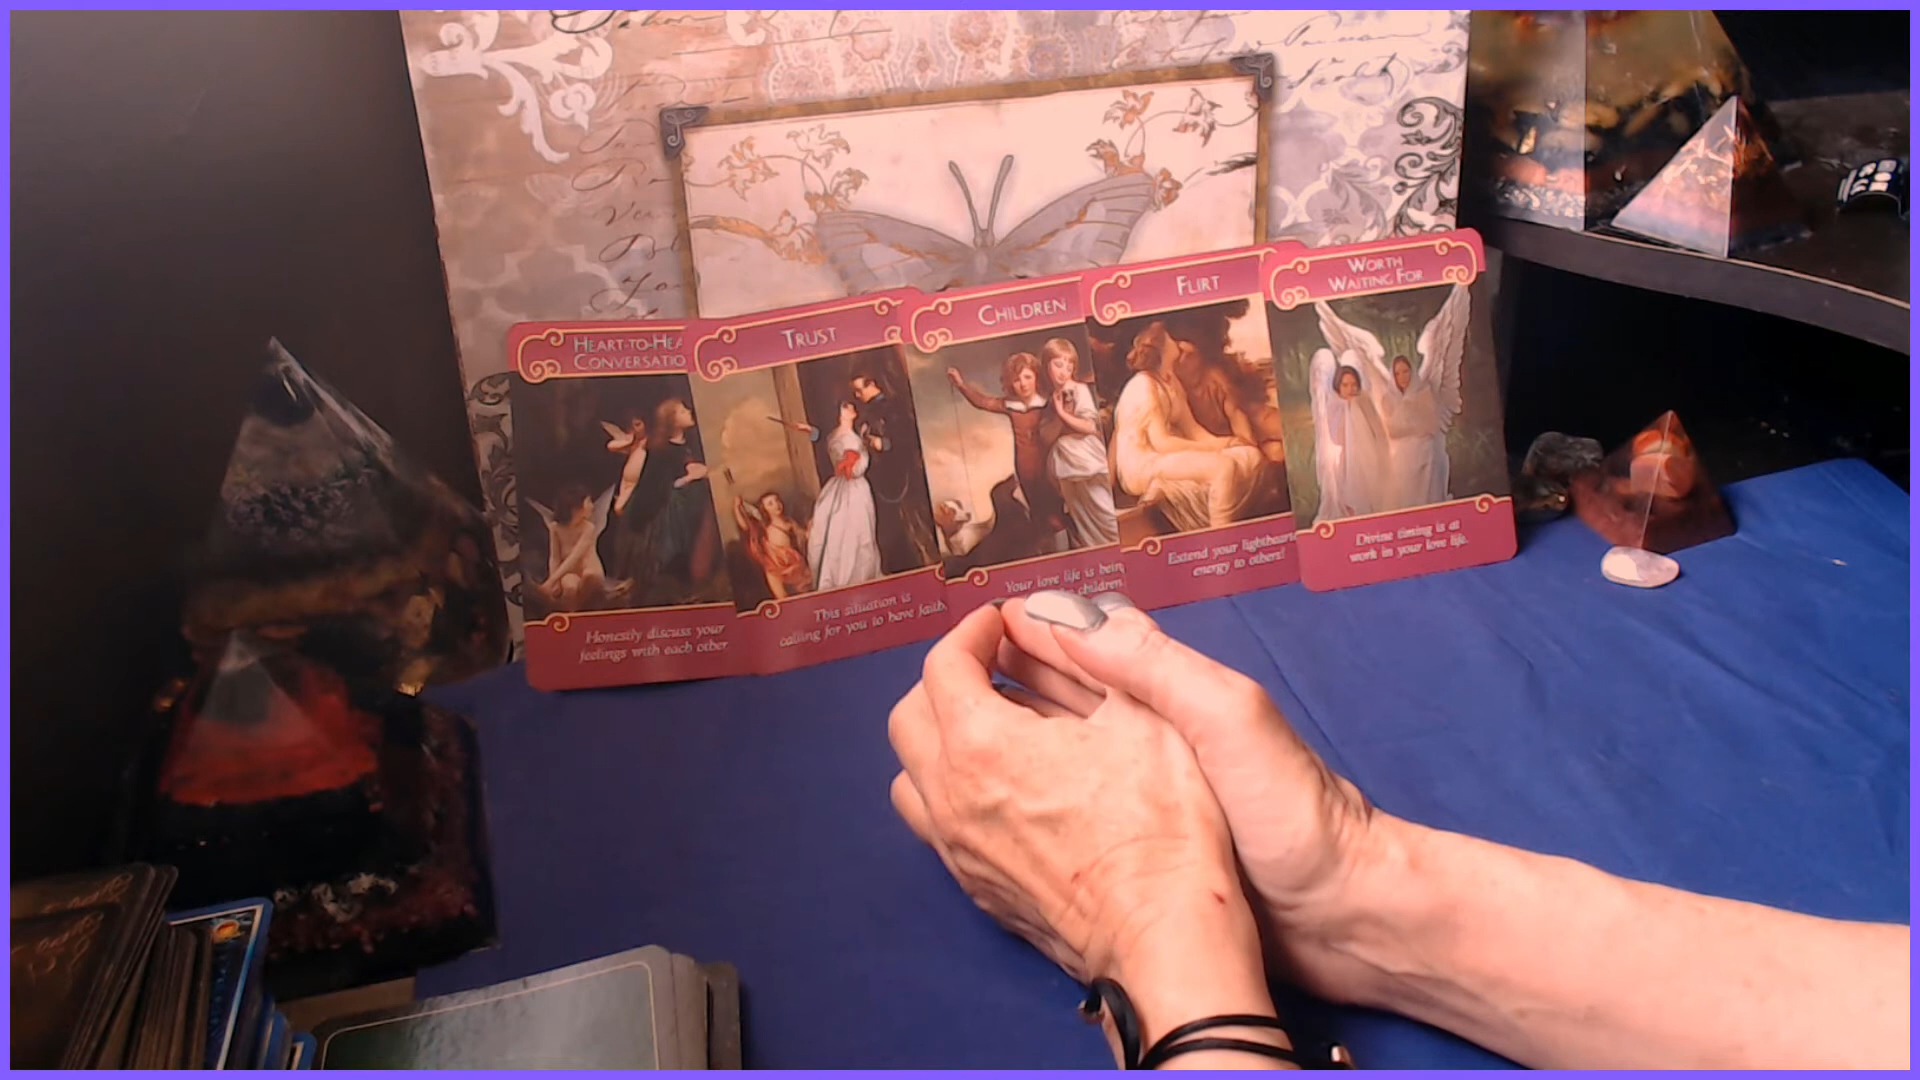 HEART-TO-HEA
CONVERSATIO
Honestly discuss your
feelings with each other
TRUST
This situation is
calling for you to have faith
CHILDREN
Your love life is bein
children
FLIRT
Extend your lighthearte
energy to others!
WORTH
WAITING FOR
Divine timing is at
work in your love life.